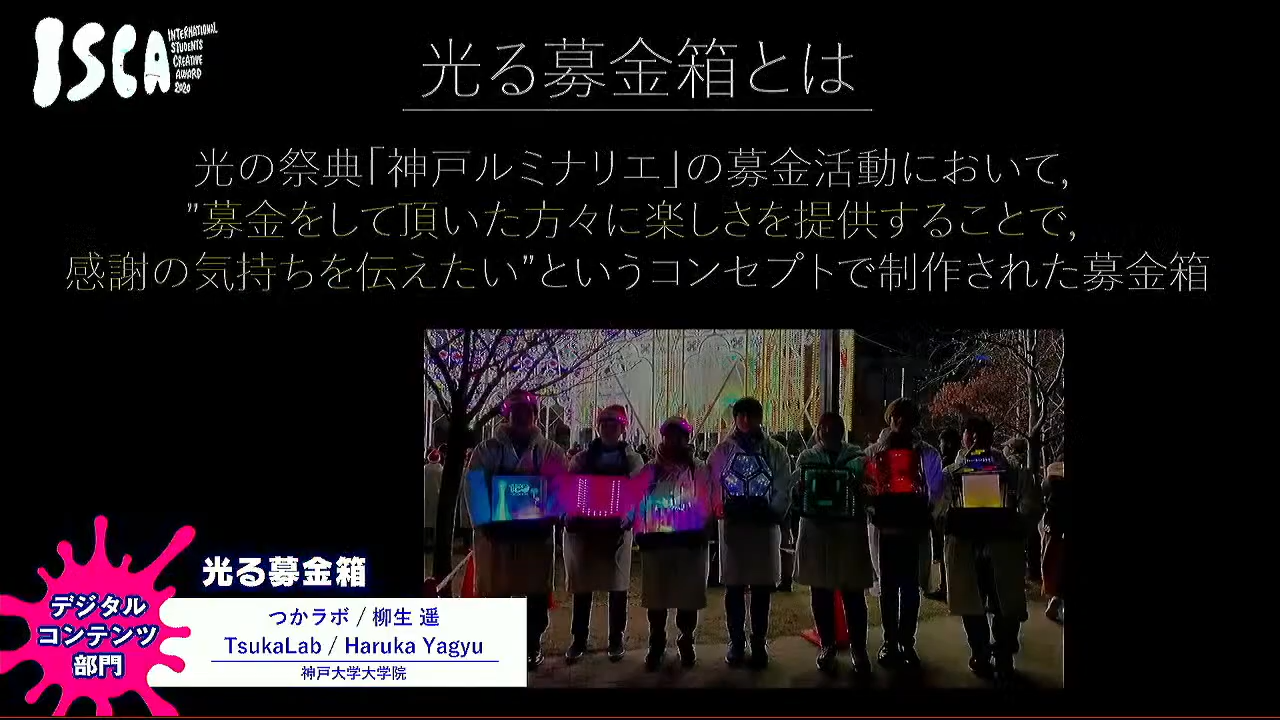 ISCA
INTERNATIONAL
STUDENTS
CREATIVE
AWARD
2020
光る募金箱とは
光の祭典「神戸ルミナリエ」の募金活動において,
"募金をして頂いた方々に楽しさを提供することで,
感謝の気持ちを伝えたい"というコンセプトで制作された募金箱
光る募金箱
デジタル
コンテンツ
部門
つかラボ / 柳生 遥
TsukaLab / Haruka Yagyu
神戸大学大学院